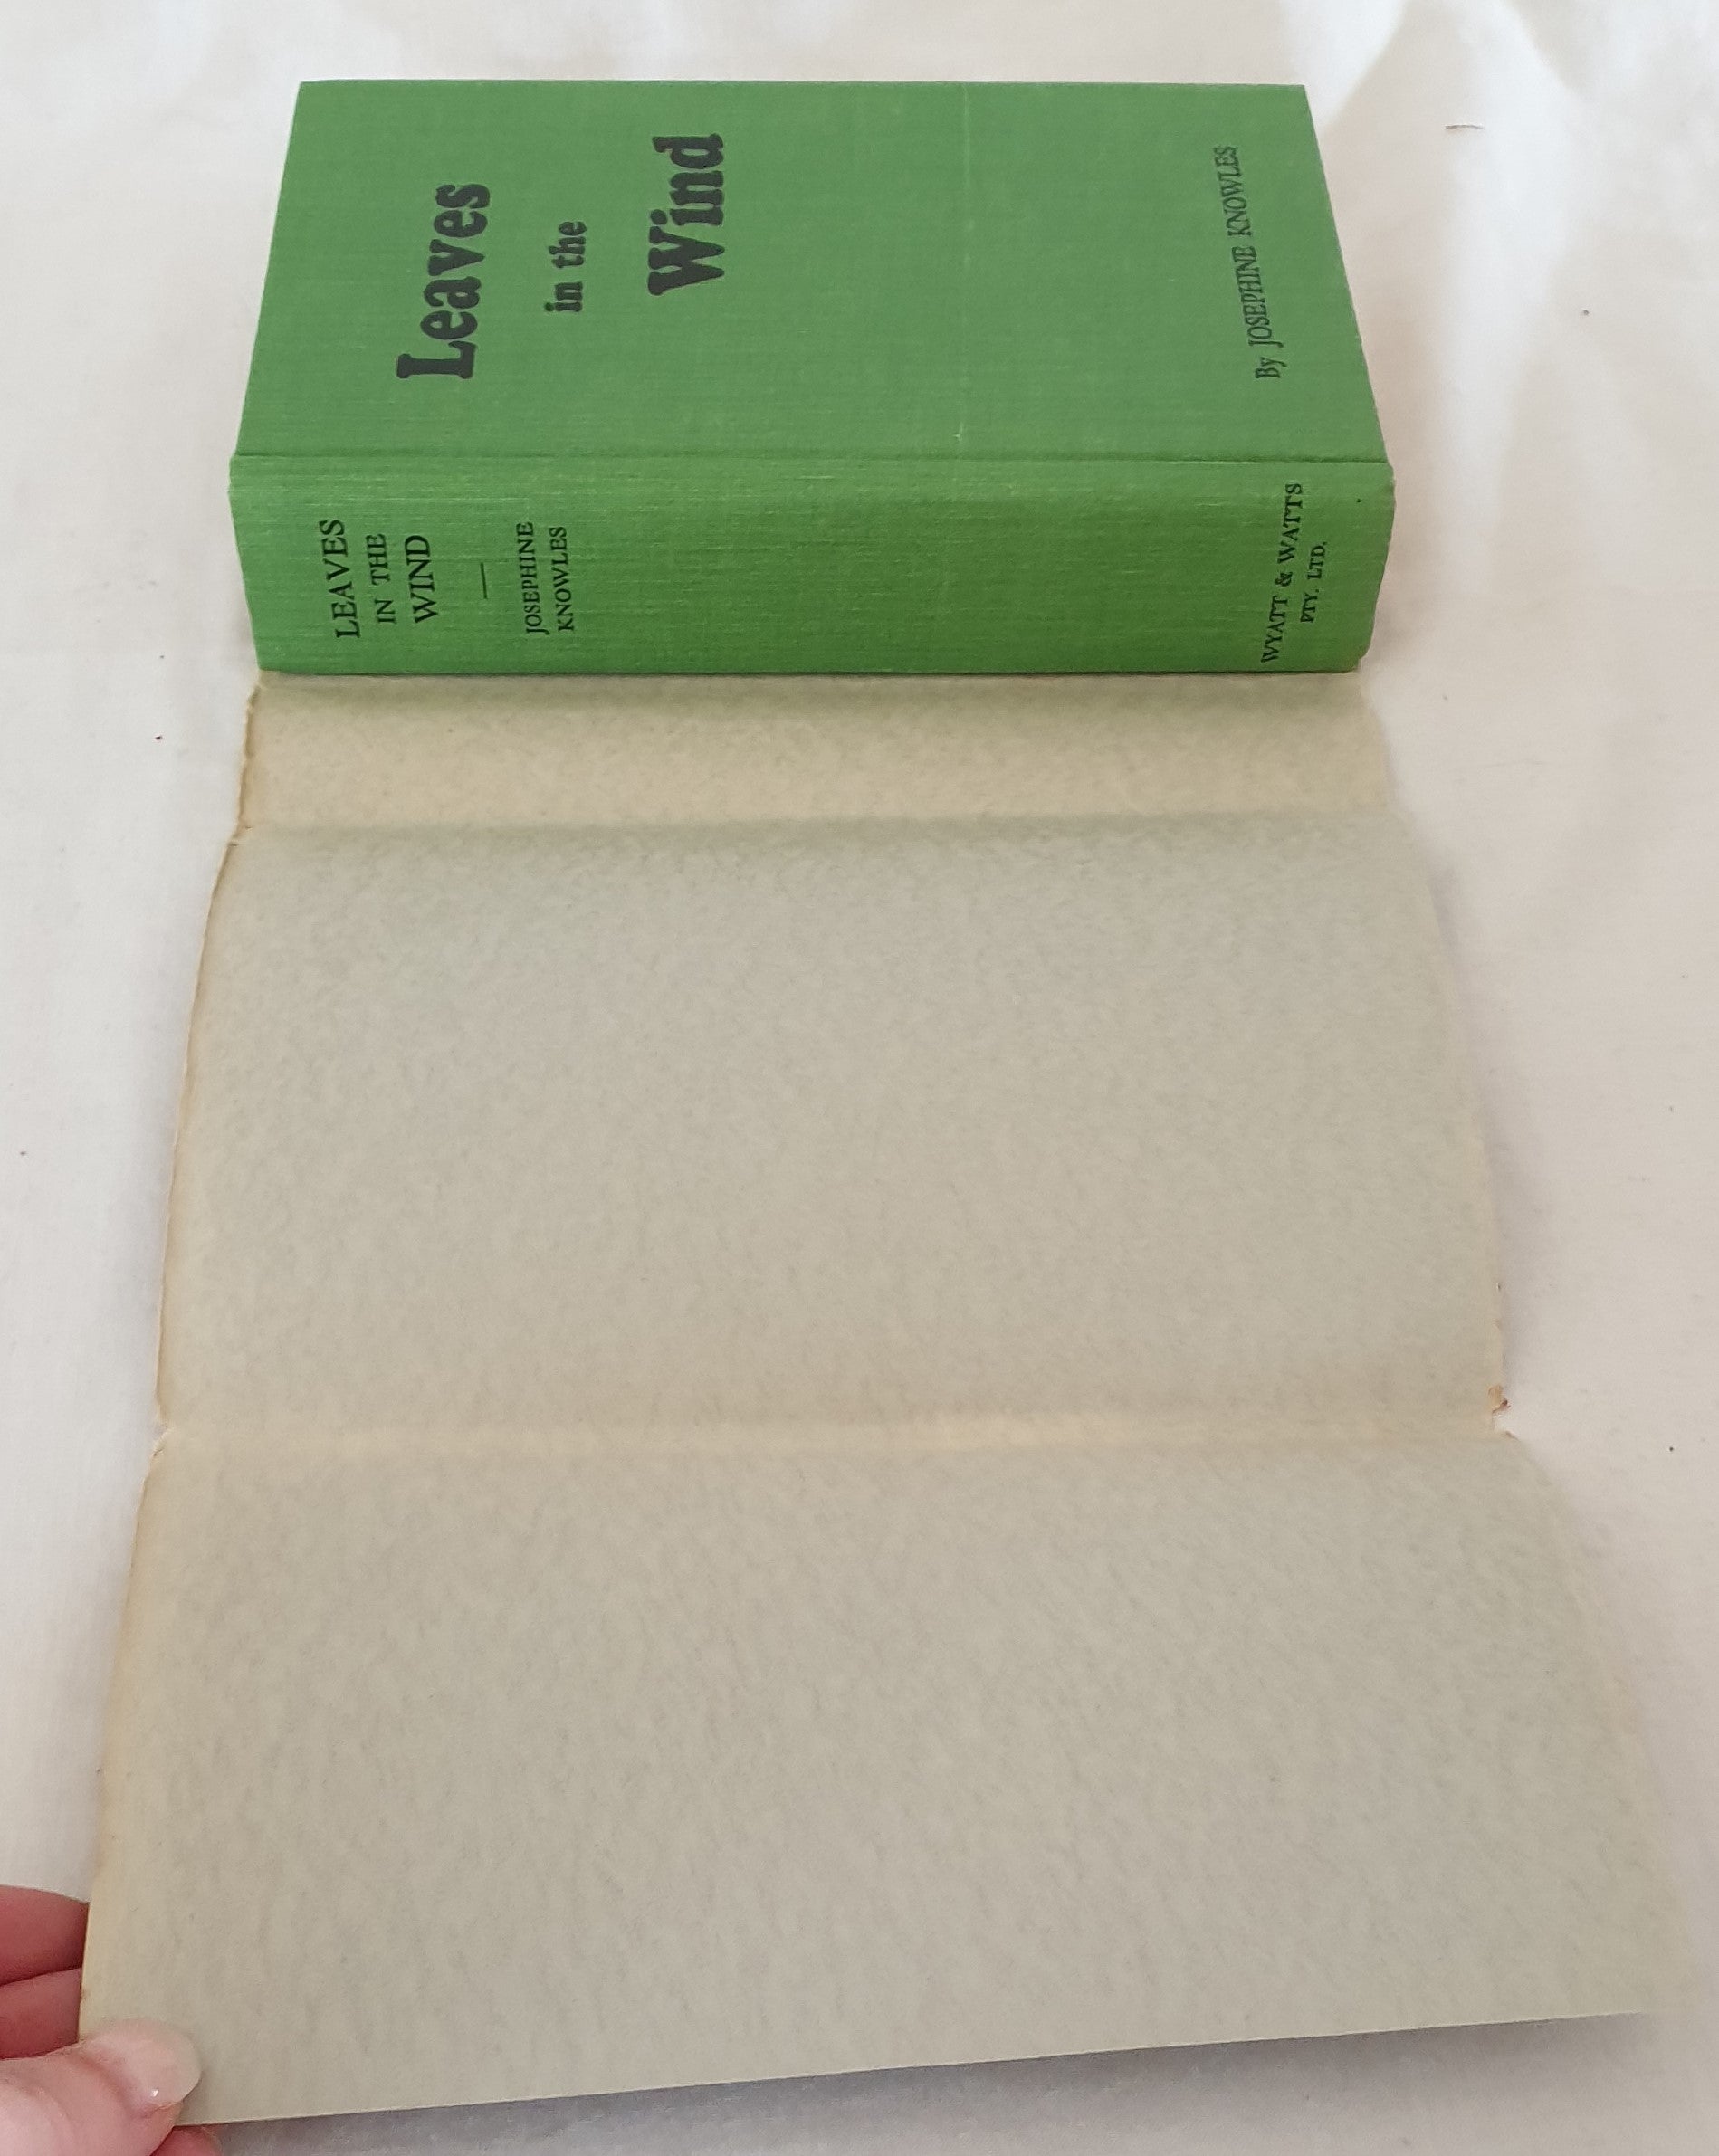 Leaves
in the
Wind
By JOSEPHINE KNOWLES
LEAVES
IN THE
WIND
JOSEPHINE
KNOWLES
WYATT & WATTS
PTY. LTD.